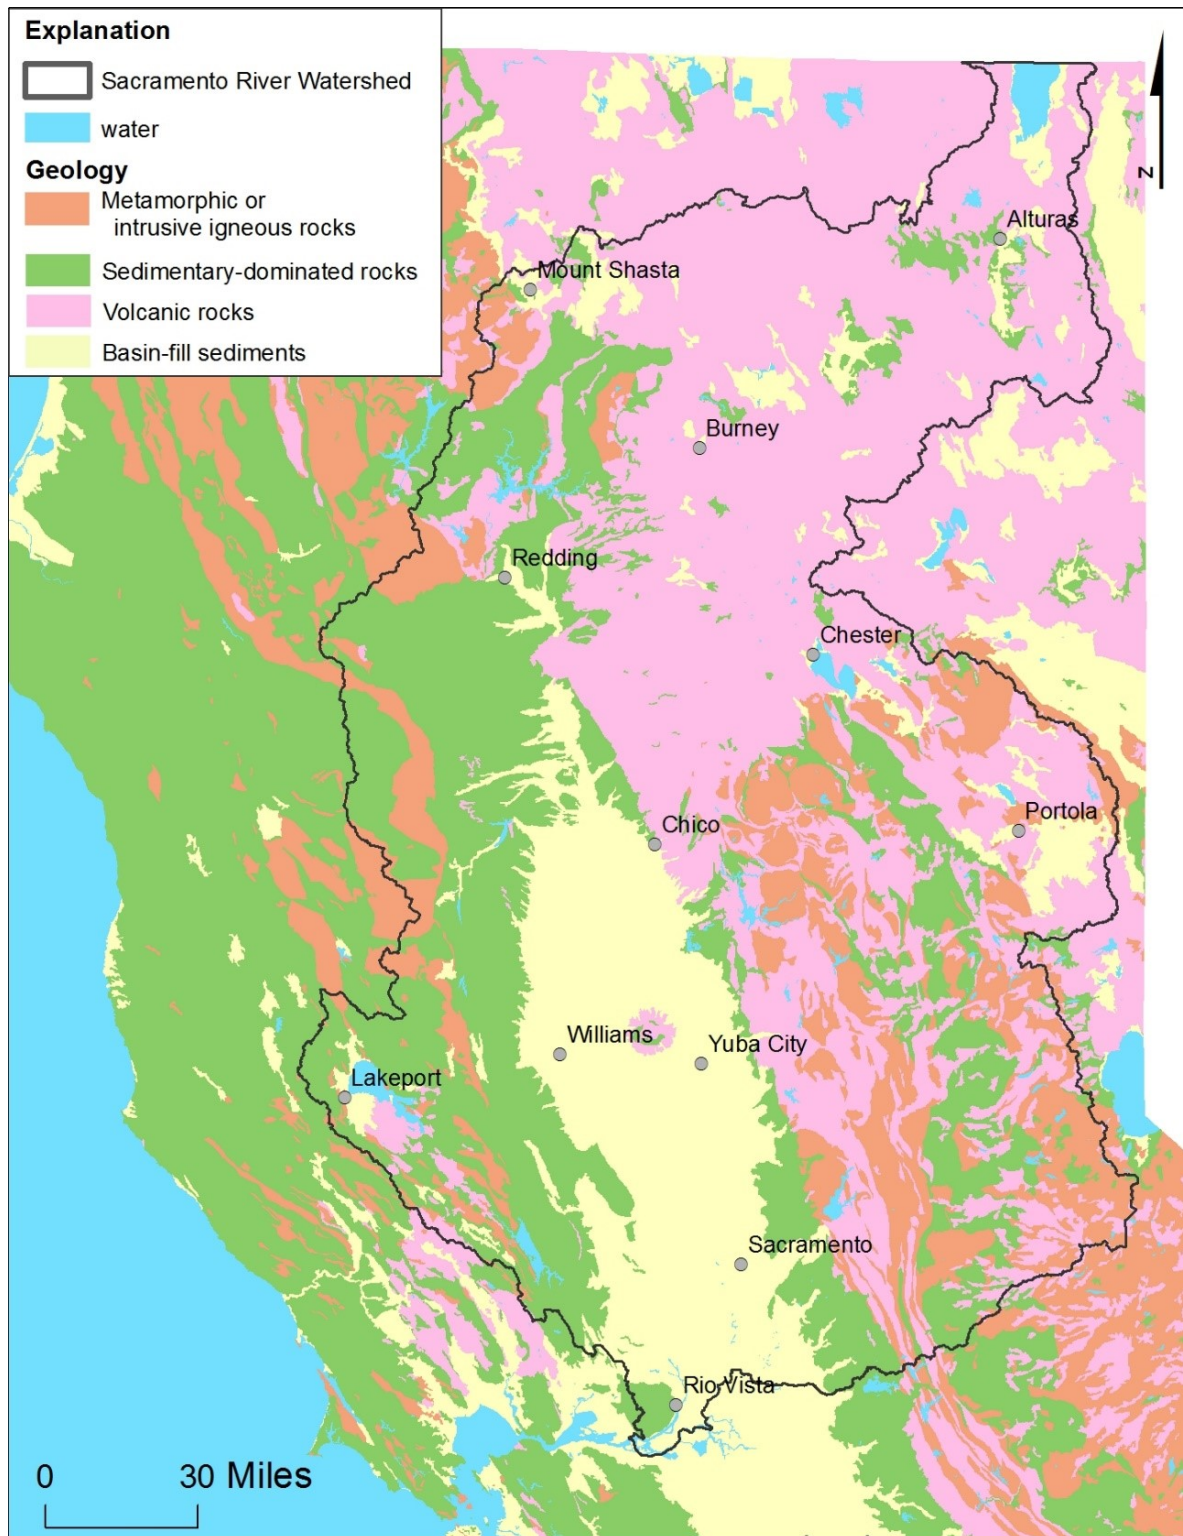 Explanation
Sacramento River Watershed
water
Geology
Metamorphic or
intrusive igneous rocks
Sedimentary-dominated rocks
Volcanic rocks
Basin-fill sediments
N
Alturas
Mount Shasta
Burney
Redding
Chester
Portola
Chico
Williams
Yuba City
Lakeport
Sacramento
Rio Vista
0 30 Miles